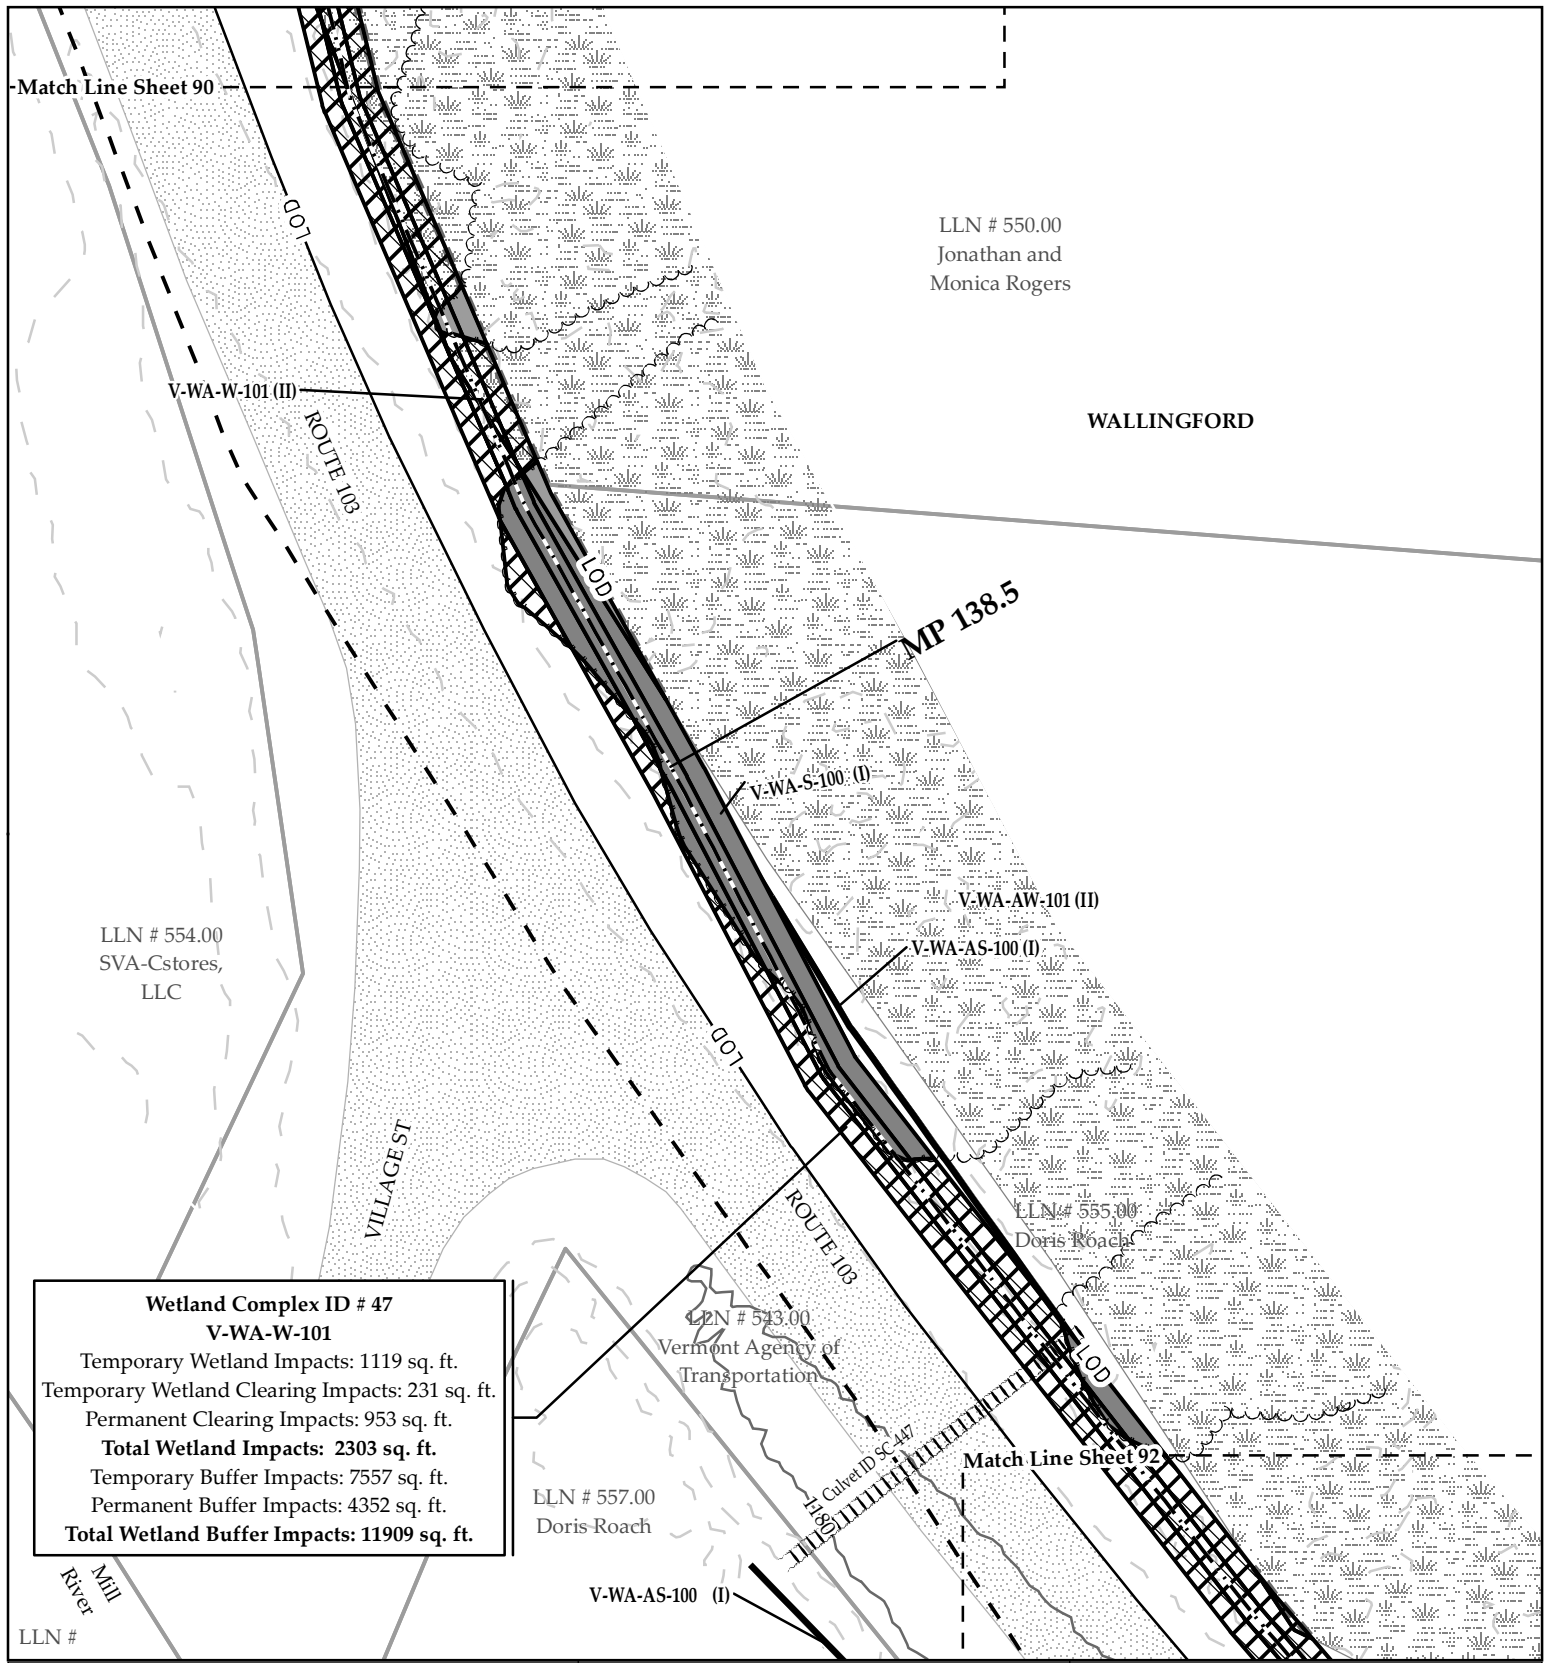 Match Line Sheet 90
LOD
LLN # 550.00
Jonathan and
Monica Rogers
V-WA-W-101 (II)
ROUTE 103
WALLINGFORD
LOD
MP 138.5
V-WA-S-100 (I)
V-WA-AW-101 (II)
V-WA-AS-100 (I)
LLN # 554.00
SVA-Cstores,
LLC
LOD
VILLAGE ST
ROUTE 103
LLN # 555.00
Doris Roach
Wetland Complex ID # 47
V-WA-W-101
Temporary Wetland Impacts: 1119 sq. ft.
Temporary Wetland Clearing Impacts: 231 sq. ft.
Permanent Clearing Impacts: 953 sq. ft.
Total Wetland Impacts: 2303 sq. ft.
Temporary Buffer Impacts: 7557 sq. ft.
Permanent Buffer Impacts: 4352 sq. ft.
Total Wetland Buffer Impacts: 11909 sq. ft.
LLN # 543.00
Vermont Agency of
Transportation
LOD
Culvet ID SC-447
Match Line Sheet 92
1180
LLN # 557.00
Doris Roach
V-WA-AS-100 (I)
Mill
River
LLN #